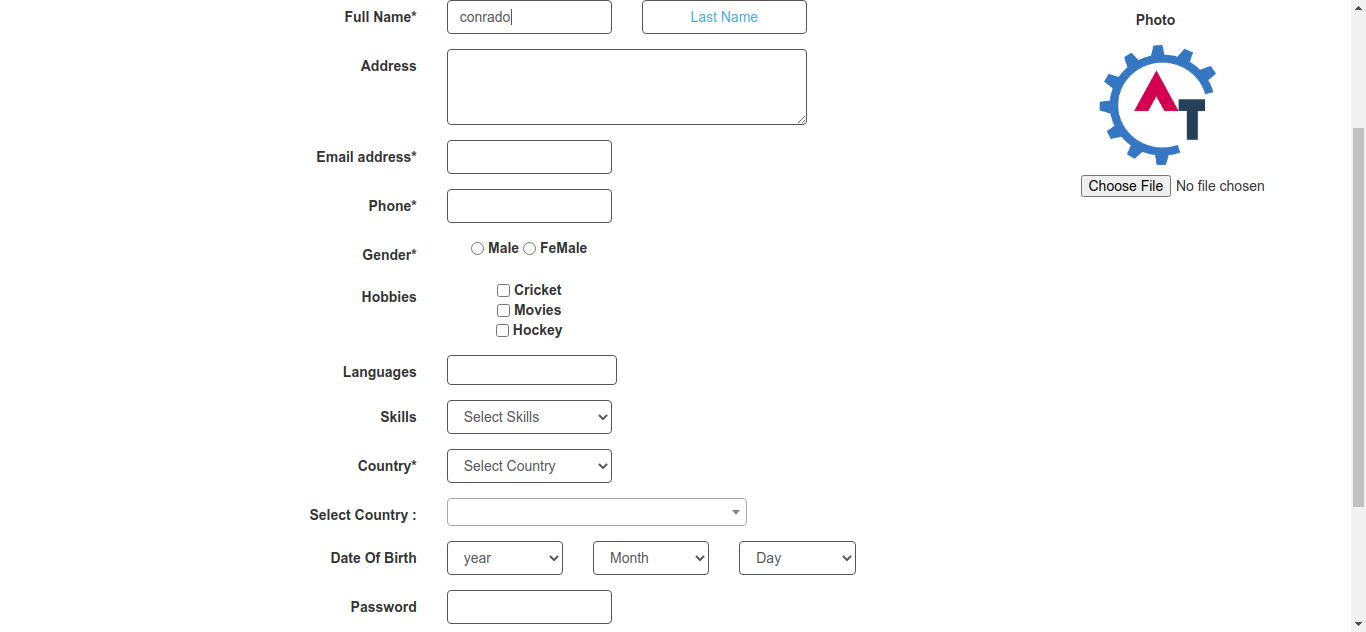 Full Name* conrado Last Name
Photo
Address
AT
Choose File No file chosen
Email address*
Phone*
Gender* Male FeMale
Hobbies Cricket
Movies
Hockey
Languages
Skills Select Skills
Country* Select Country
Select Country :
Date Of Birth year Month Day
Password